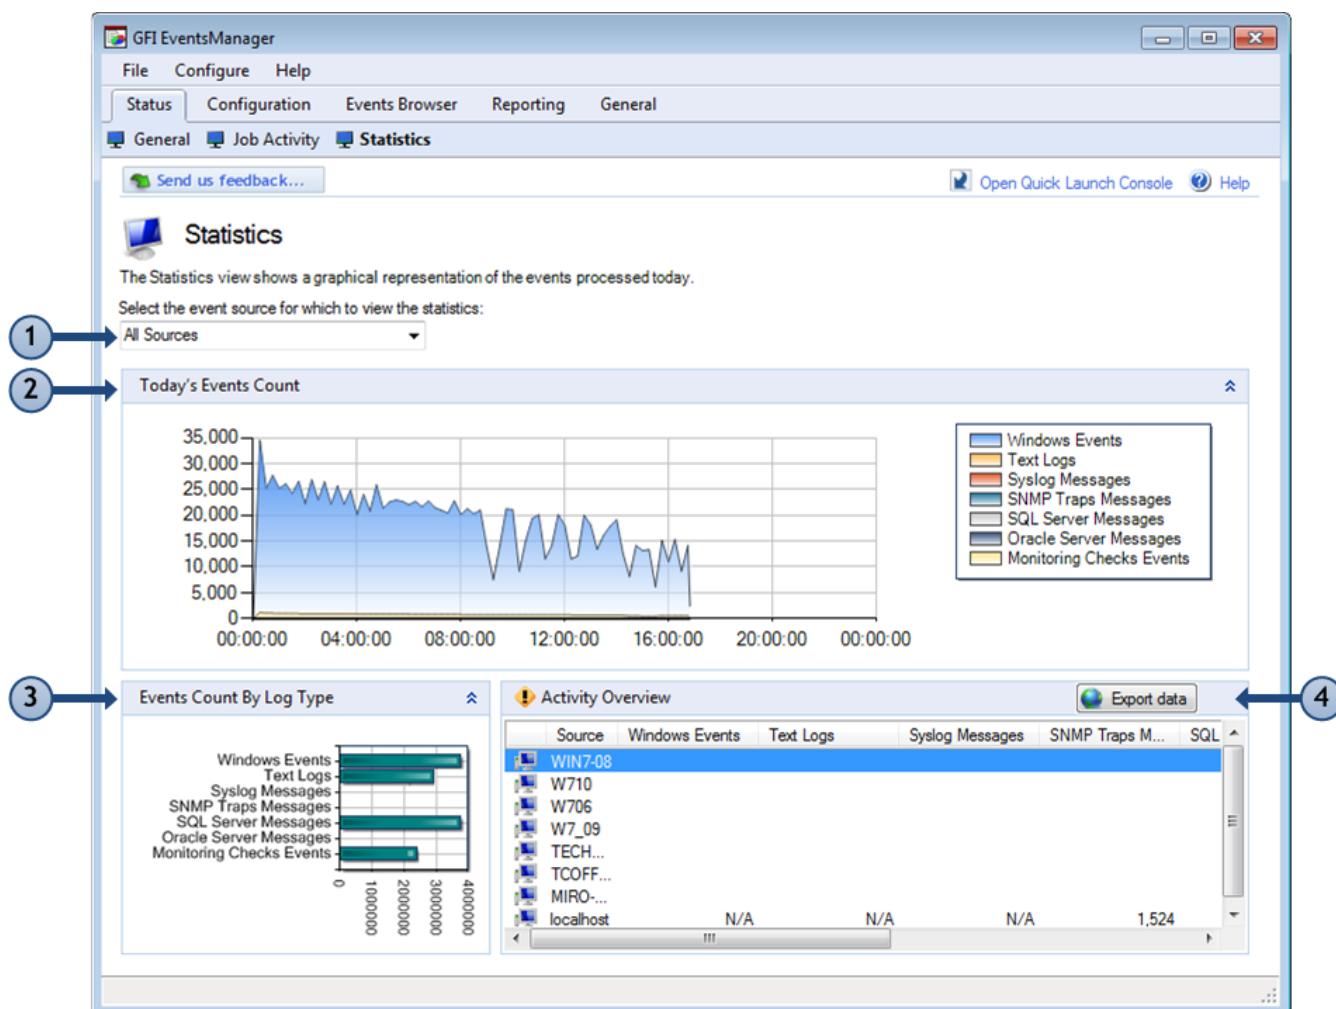 GFI EventsManager
File Configure Help
Status Configuration Events Browser Reporting General
General Job Activity Statistics
Send us feedback... Open Quick Launch Console Help
Statistics
The Statistics view shows a graphical representation of the events processed today.
Select the event source for which to view the statistics:
1 All Sources
2 Today's Events Count
35,000
30,000
25,000
20,000
15,000
10,000
5,000
0
00:00:00 04:00:00 08:00:00 12:00:00 16:00:00 20:00:00 00:00:00
Windows Events
Text Logs
Syslog Messages
SNMP Traps Messages
SQL Server Messages
Oracle Server Messages
Monitoring Checks Events
3 Events Count By Log Type
Windows Events
Text Logs
Syslog Messages
SNMP Traps Messages
SQL Server Messages
Oracle Server Messages
Monitoring Checks Events
0 1000000 2000000 3000000 4000000
Activity Overview Export data 4
Source Windows Events Text Logs Syslog Messages SNMP Traps M... SQL
WIN7-08
W710
W706
W7_09
TECH...
TCOFF...
MIRO-...
localhost N/A N/A N/A 1,524